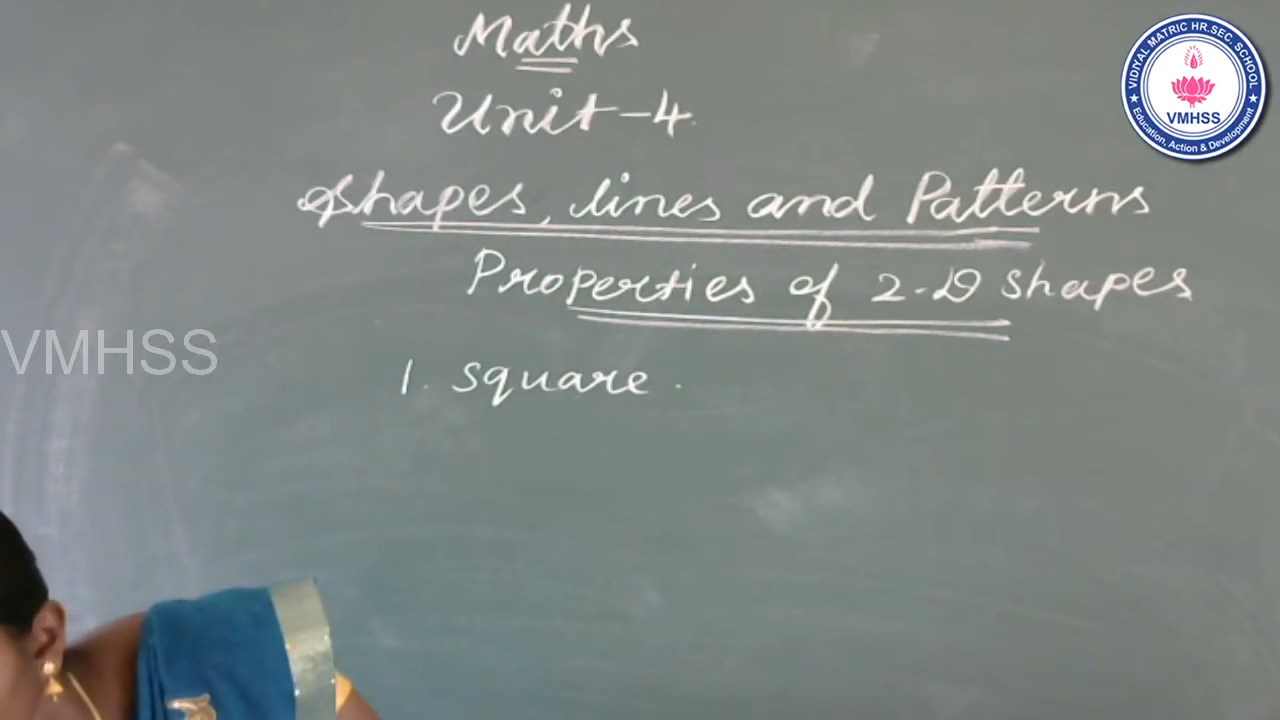 Maths
Unit-4.
Shapes, lines and Patterns
Properties of 2-D shapes
1. square.
VMHSS
VIDIYAL MATRIC HR.SEC. SCHOOL
VMHSS
★ Education, Action & Development ★